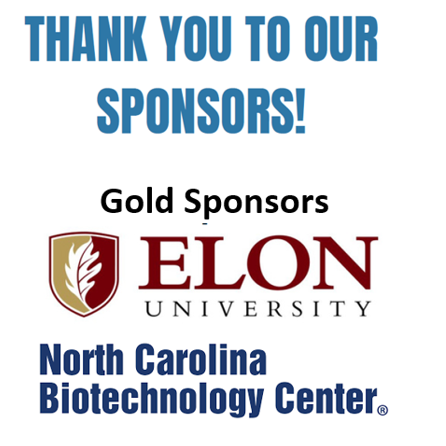 THANK YOU TO OUR
SPONSORS!
Gold Sponsors
ELON
UNIVERSITY
North Carolina
Biotechnology Center®